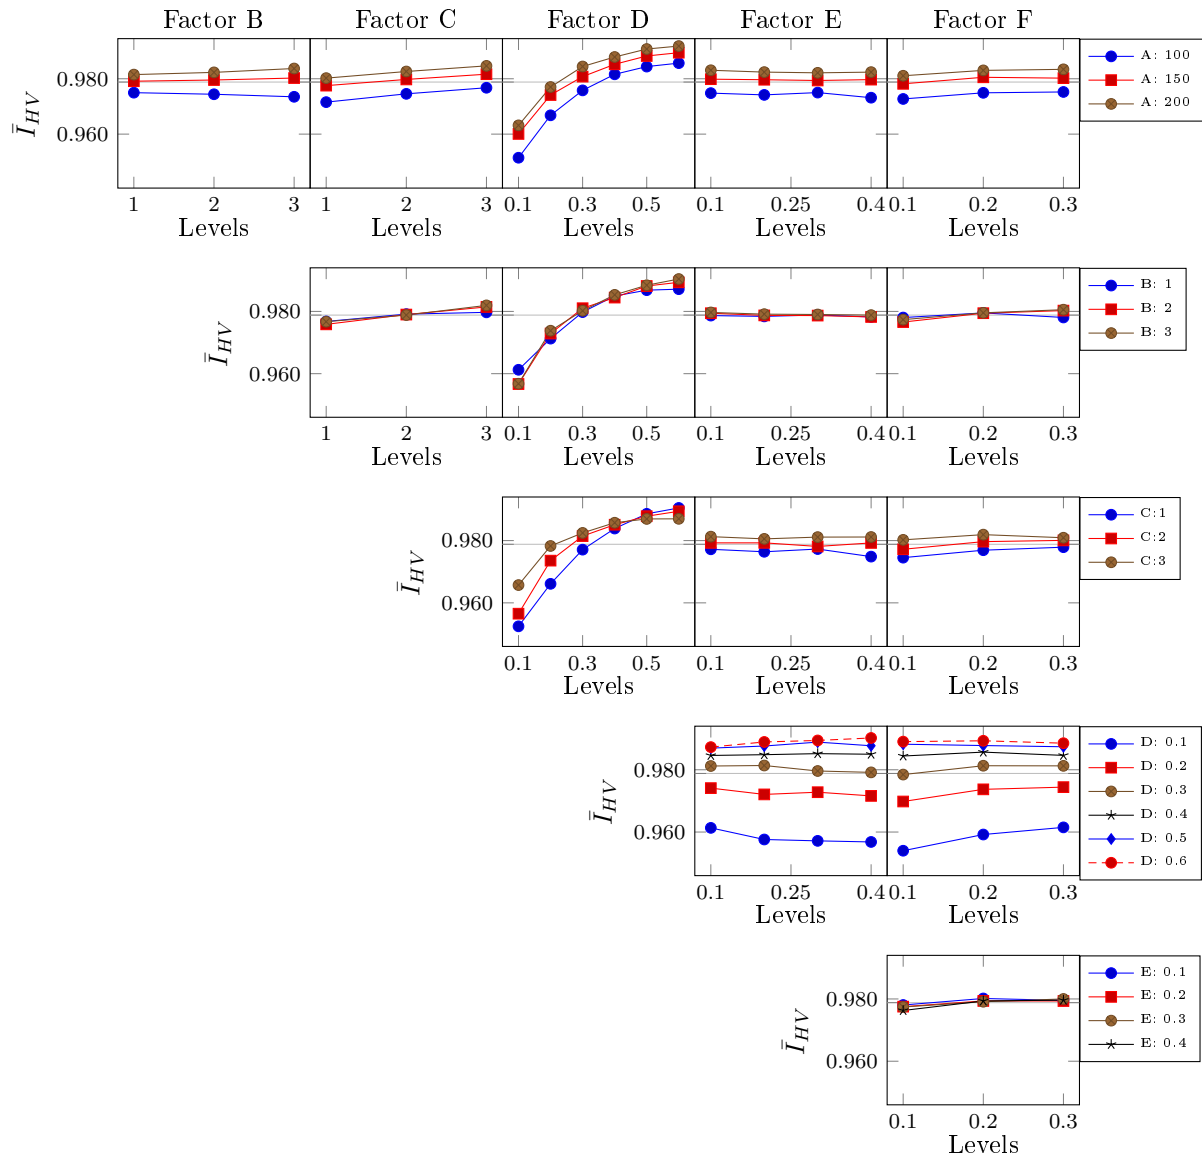 Factor B Factor C Factor D Factor E Factor F
0.980
0.960
Ī_HV
1 2 3 1 2 3 0.1 0.3 0.5 0.1 0.25 0.4 0.1 0.2 0.3
Levels Levels Levels Levels Levels
A: 100
A: 150
A: 200
0.980
0.960
Ī_HV
1 2 3 0.1 0.3 0.5 0.1 0.25 0.4 0.1 0.2 0.3
Levels Levels Levels Levels
B: 1
B: 2
B: 3
0.980
0.960
Ī_HV
0.1 0.3 0.5 0.1 0.25 0.4 0.1 0.2 0.3
Levels Levels Levels
C:1
C:2
C:3
0.980
0.960
Ī_HV
0.1 0.25 0.4 0.1 0.2 0.3
Levels Levels
D: 0.1
D: 0.2
D: 0.3
D: 0.4
D: 0.5
D: 0.6
0.980
0.960
Ī_HV
0.1 0.2 0.3
Levels
E: 0.1
E: 0.2
E: 0.3
E: 0.4